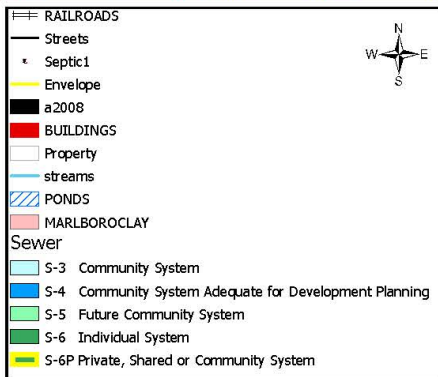 RAILROADS
Streets
Septic1
Envelope
a2008
BUILDINGS
Property
streams
PONDS
MARLBOROCLAY
Sewer
S-3 Community System
S-4 Community System Adequate for Development Planning
S-5 Future Community System
S-6 Individual System
S-6P Private, Shared or Community System
N
W E
S